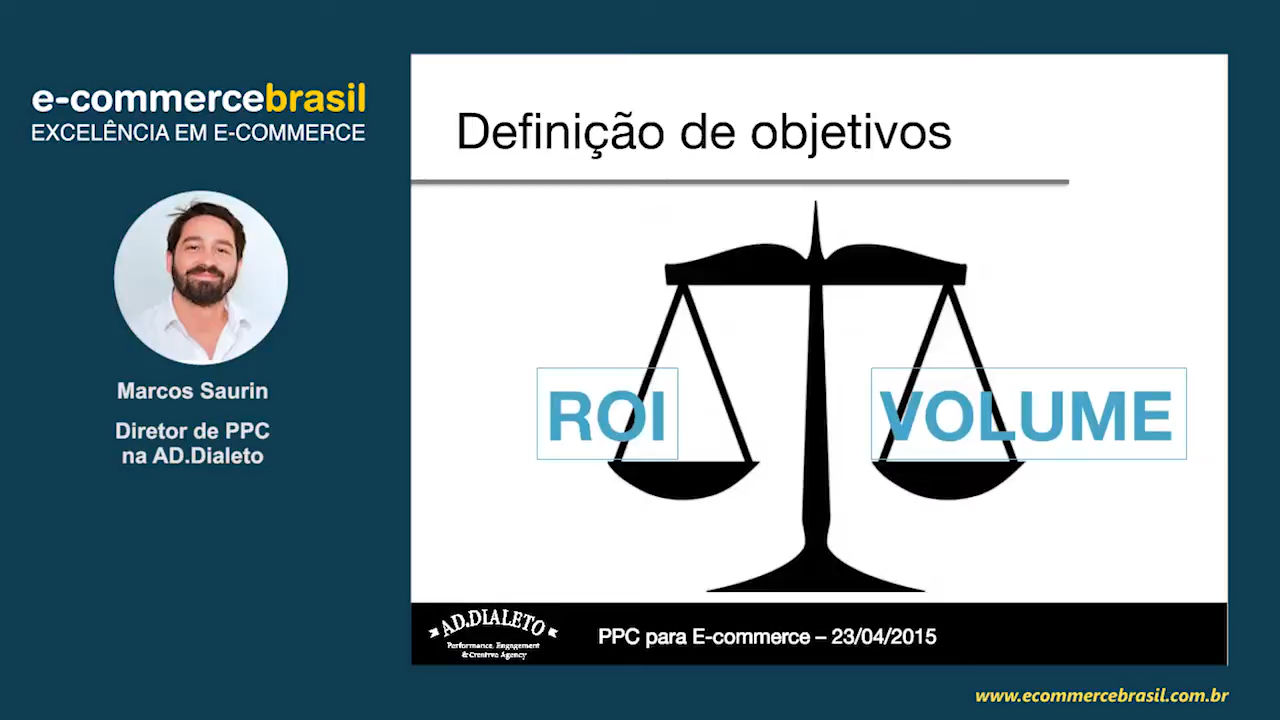 e-commercebrasil
EXCELÊNCIA EM E-COMMERCE
Marcos Saurin
Diretor de PPC
na AD.Dialeto
Definição de objetivos
ROI
VOLUME
AD.DIALETO
Performance, Engagement
& Creative Agency
PPC para E-commerce – 23/04/2015
www.ecommercebrasil.com.br